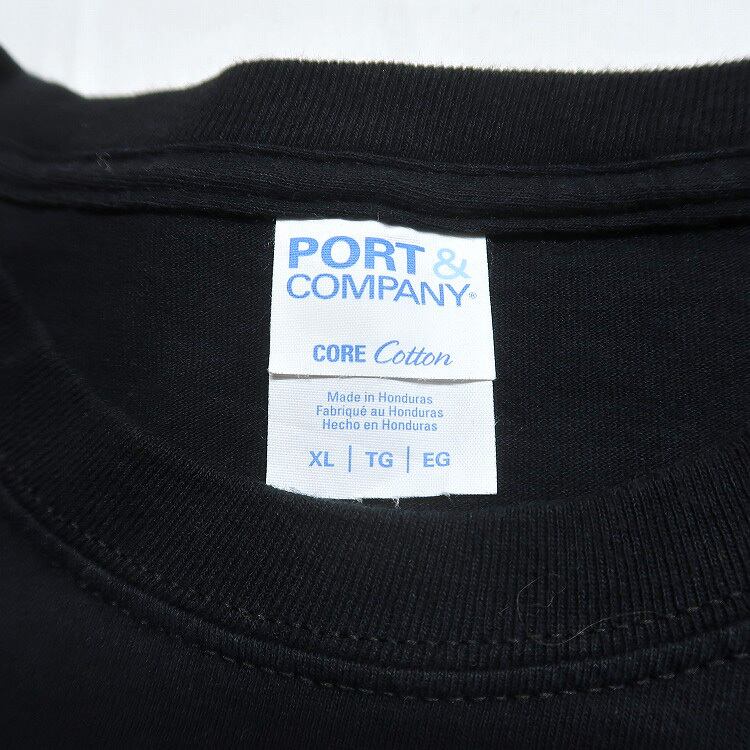 PORT &
COMPANY®
CORE Cotton
Made in Honduras
Fabriqué au Honduras
Hecho en Honduras
XL | TG | EG